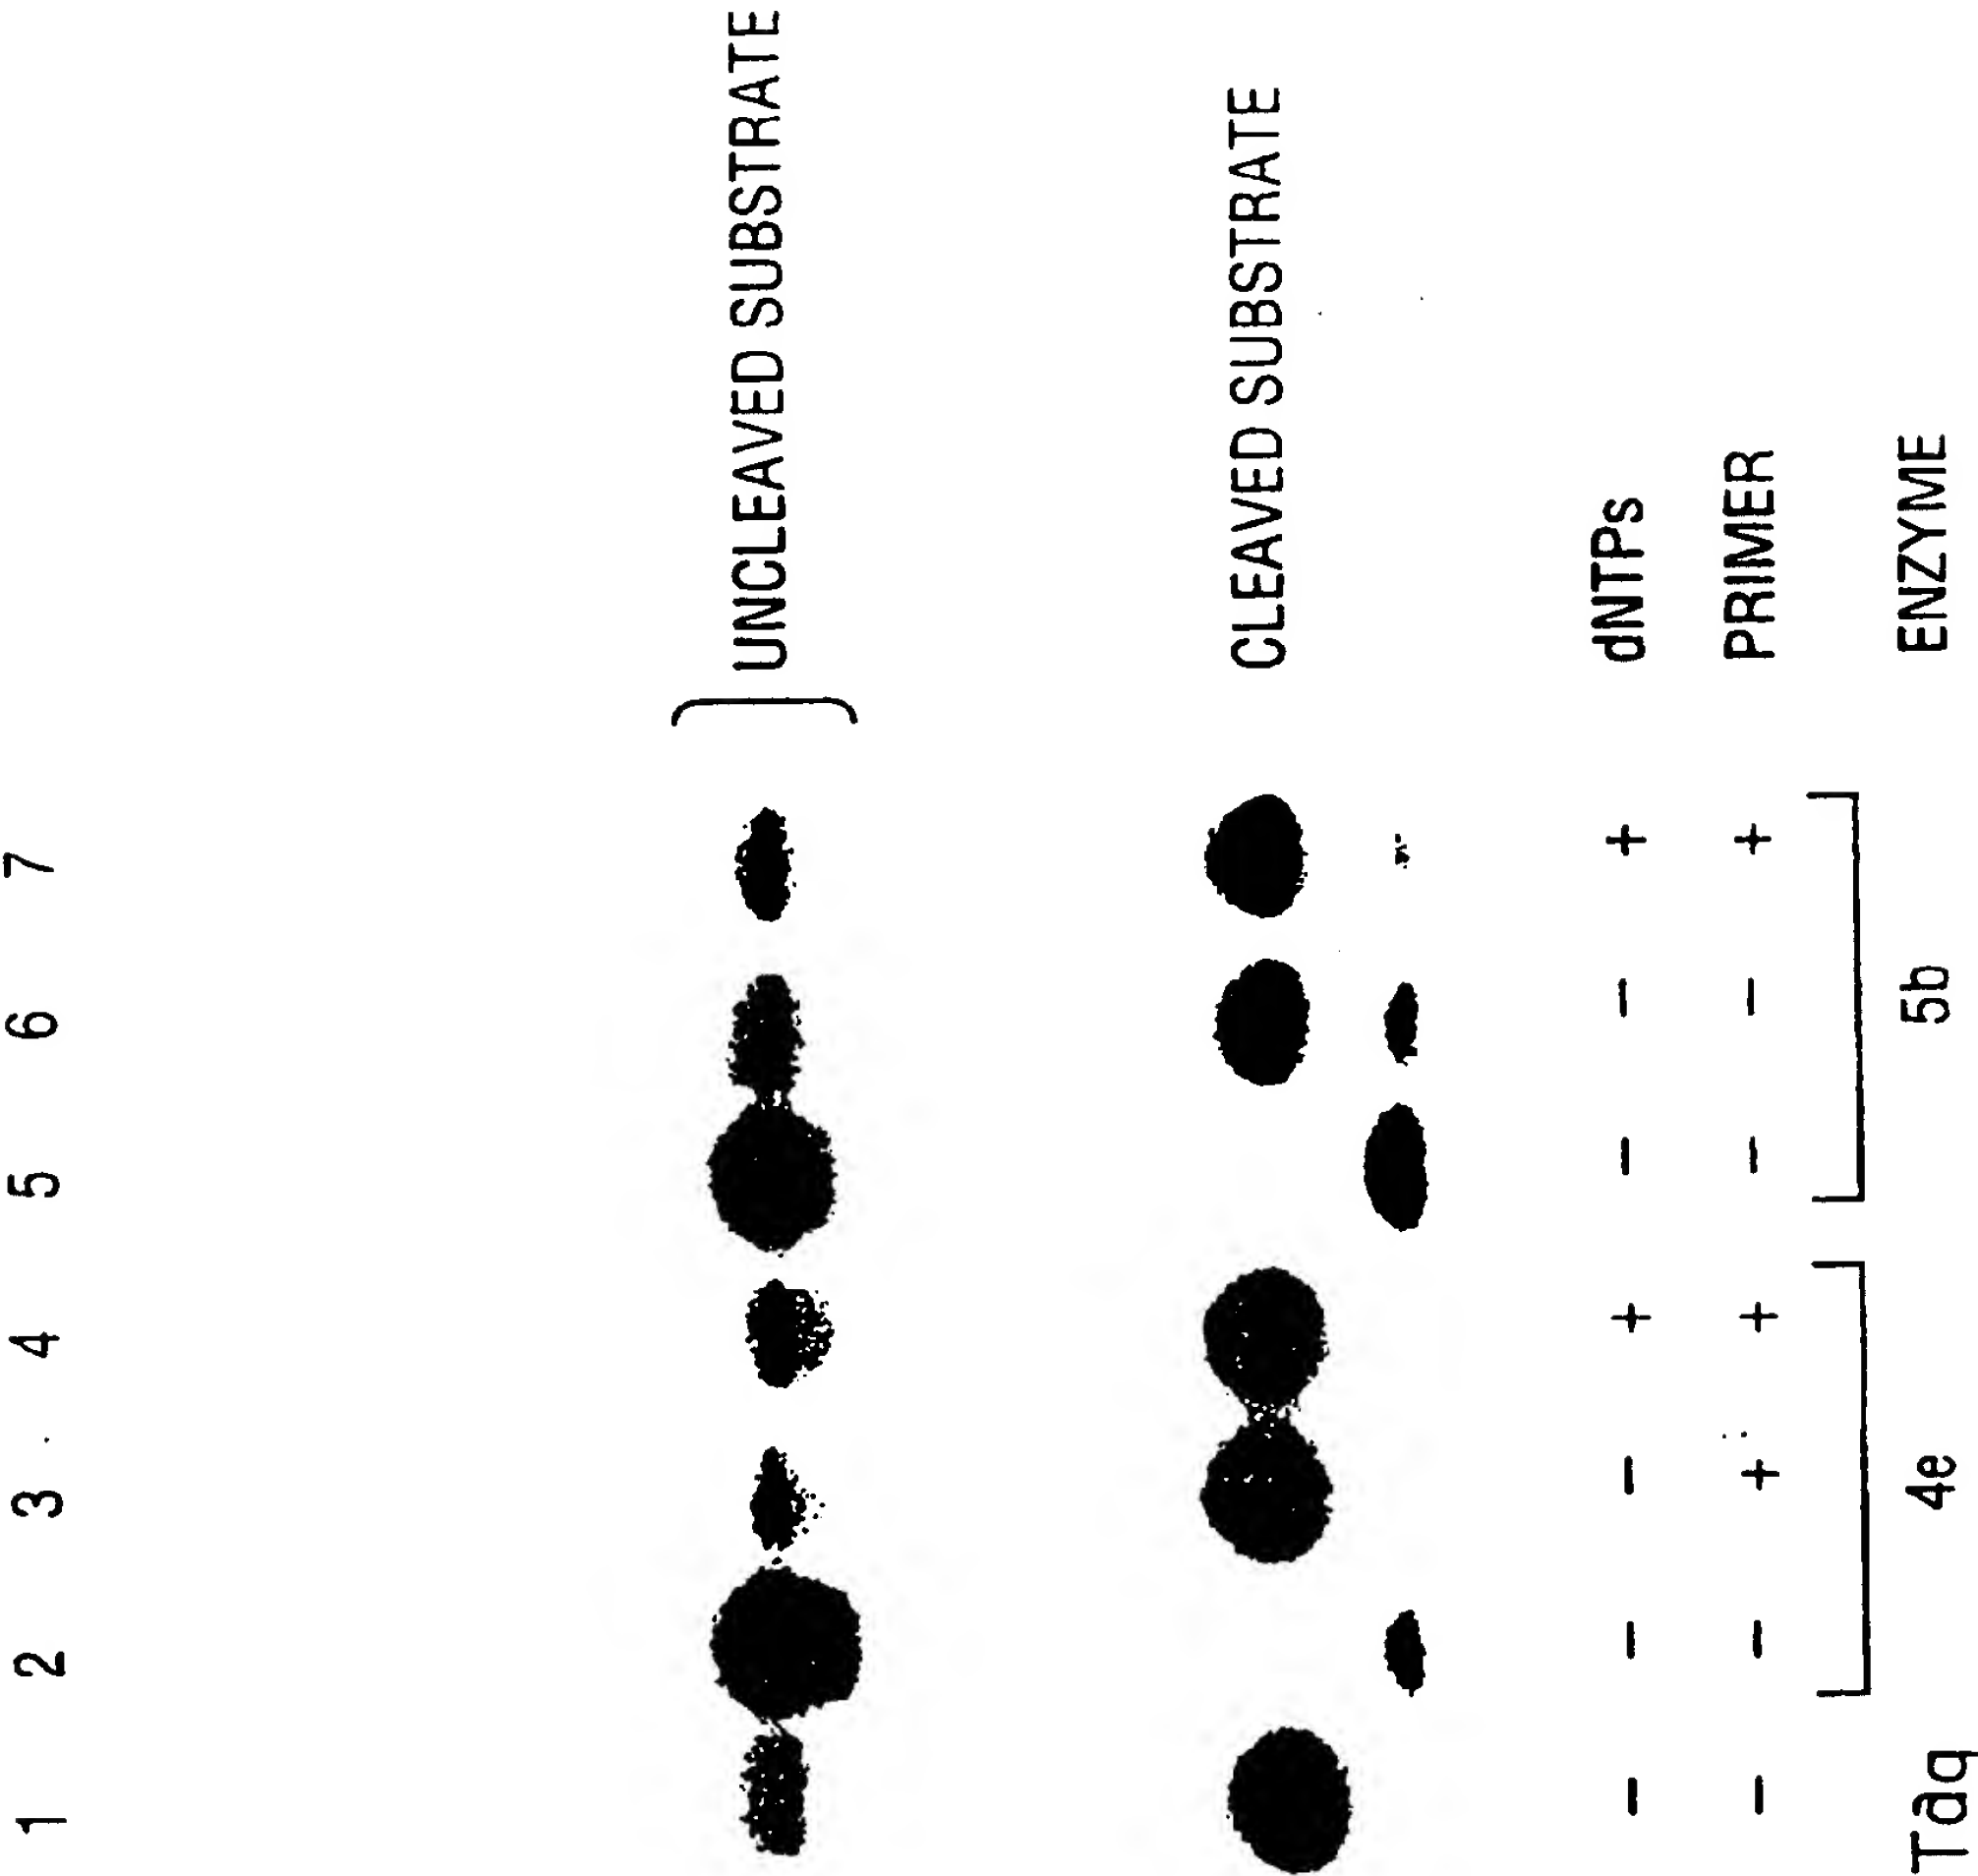 1 2 3 4 5 6 7
UNCLEAVED SUBSTRATE
CLEAVED SUBSTRATE
− − − + − − + dNTPs
− − + + − − + PRIMER
Taq 4e 5b ENZYME